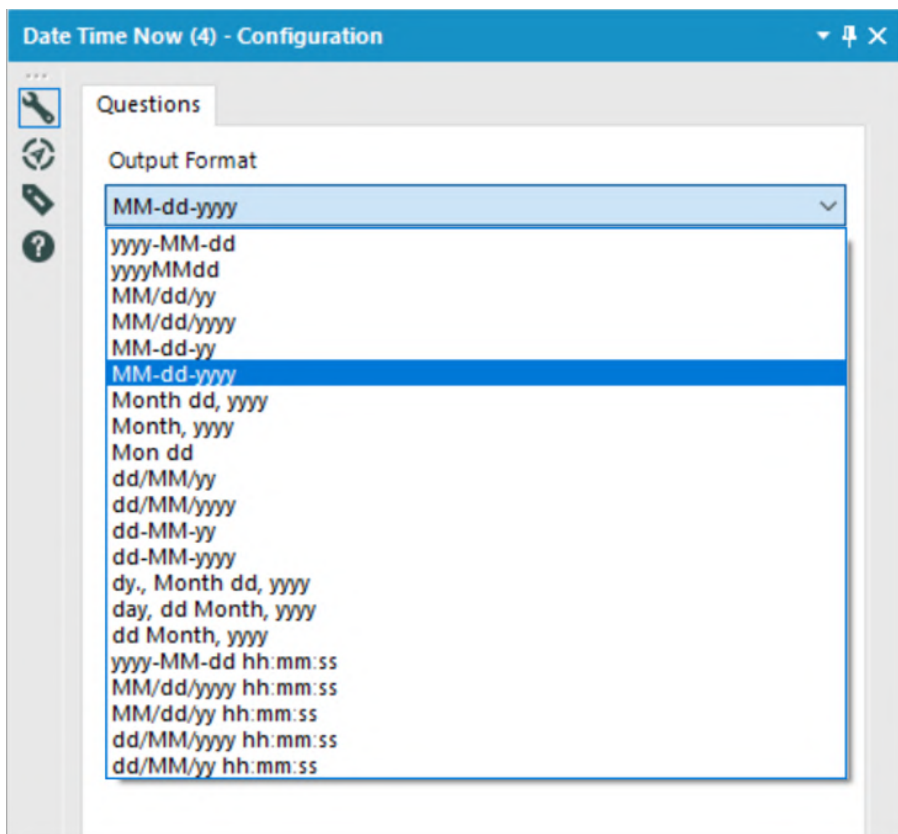 Date Time Now (4) - Configuration
Questions
Output Format
MM-dd-yyyy
yyyy-MM-dd
yyyyMMdd
MM/dd/yy
MM/dd/yyyy
MM-dd-yy
MM-dd-yyyy
Month dd, yyyy
Month, yyyy
Mon dd
dd/MM/yy
dd/MM/yyyy
dd-MM-yy
dd-MM-yyyy
dy., Month dd, yyyy
day, dd Month, yyyy
dd Month, yyyy
yyyy-MM-dd hh:mm:ss
MM/dd/yyyy hh:mm:ss
MM/dd/yy hh:mm:ss
dd/MM/yyyy hh:mm:ss
dd/MM/yy hh:mm:ss